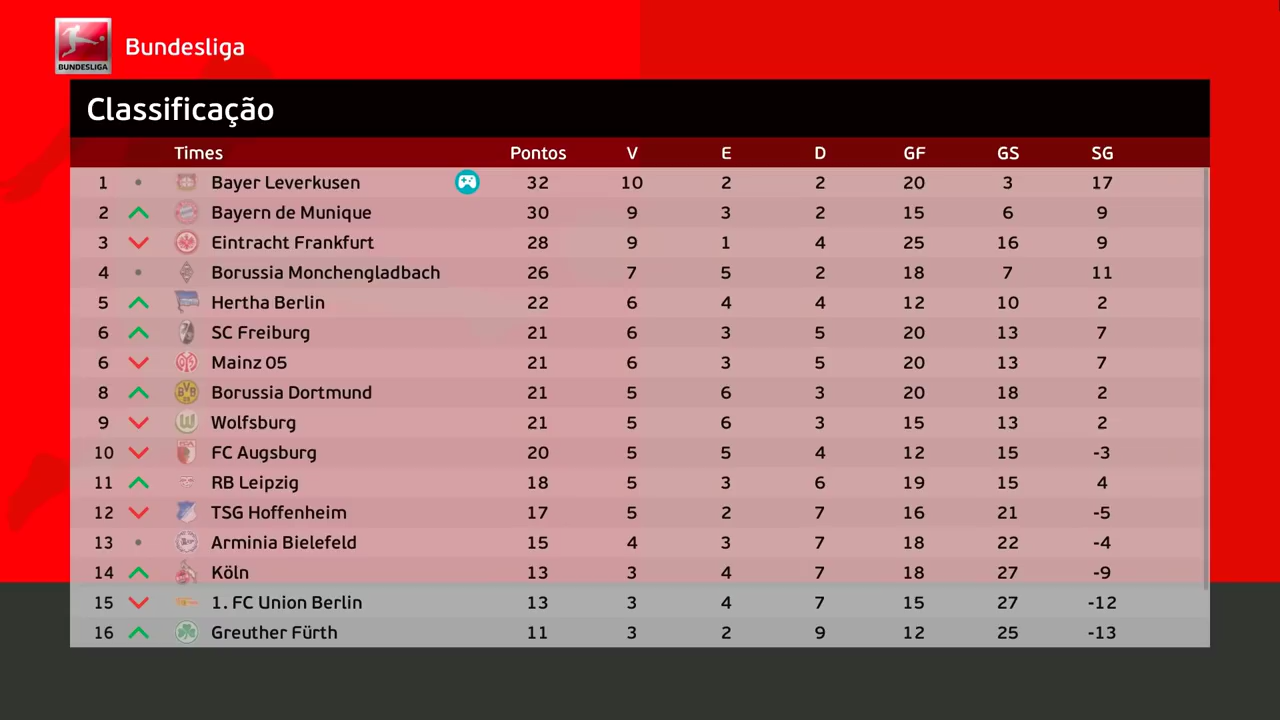 BUNDESLIGA
Bundesliga
Classificação
Times Pontos V E D GF GS SG
1 Bayer Leverkusen 32 10 2 2 20 3 17
2 Bayern de Munique 30 9 3 2 15 6 9
3 Eintracht Frankfurt 28 9 1 4 25 16 9
4 Borussia Monchengladbach 26 7 5 2 18 7 11
5 Hertha Berlin 22 6 4 4 12 10 2
6 SC Freiburg 21 6 3 5 20 13 7
6 Mainz 05 21 6 3 5 20 13 7
8 Borussia Dortmund 21 5 6 3 20 18 2
9 Wolfsburg 21 5 6 3 15 13 2
10 FC Augsburg 20 5 5 4 12 15 -3
11 RB Leipzig 18 5 3 6 19 15 4
12 TSG Hoffenheim 17 5 2 7 16 21 -5
13 Arminia Bielefeld 15 4 3 7 18 22 -4
14 Köln 13 3 4 7 18 27 -9
15 1. FC Union Berlin 13 3 4 7 15 27 -12
16 Greuther Fürth 11 3 2 9 12 25 -13